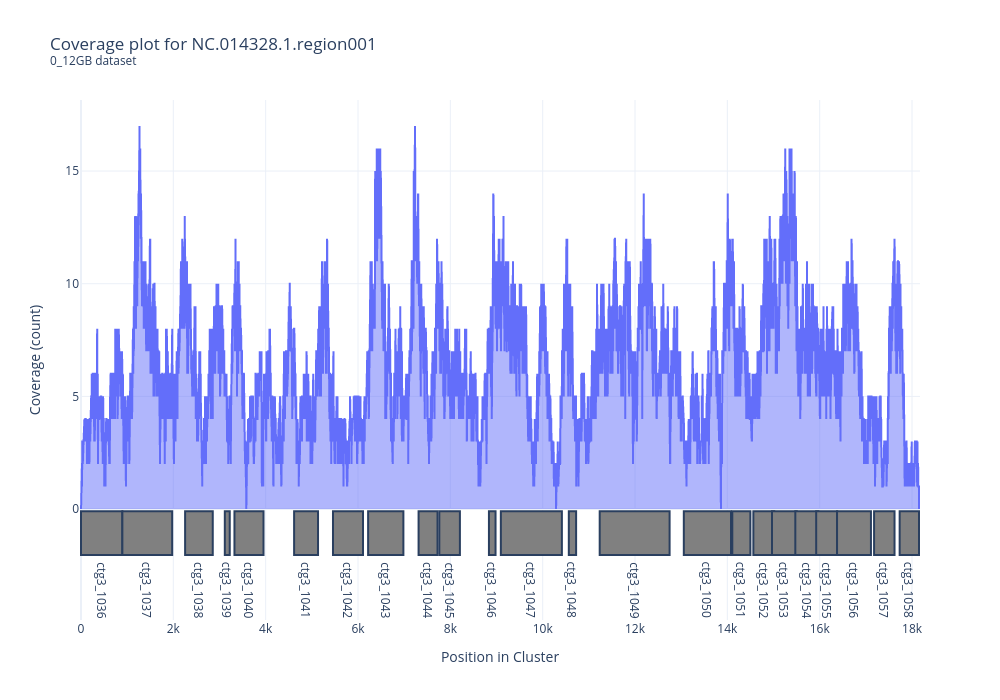 Coverage plot for NC.014328.1.region001
0_12GB dataset
Coverage (count)
15
10
5
0
ctg3_1036
ctg3_1037
ctg3_1038
ctg3_1039
ctg3_1040
ctg3_1041
ctg3_1042
ctg3_1043
ctg3_1044
ctg3_1045
ctg3_1046
ctg3_1047
ctg3_1048
ctg3_1049
ctg3_1050
ctg3_1051
ctg3_1052
ctg3_1053
ctg3_1054
ctg3_1055
ctg3_1056
ctg3_1057
ctg3_1058
0 2k 4k 6k 8k 10k 12k 14k 16k 18k
Position in Cluster